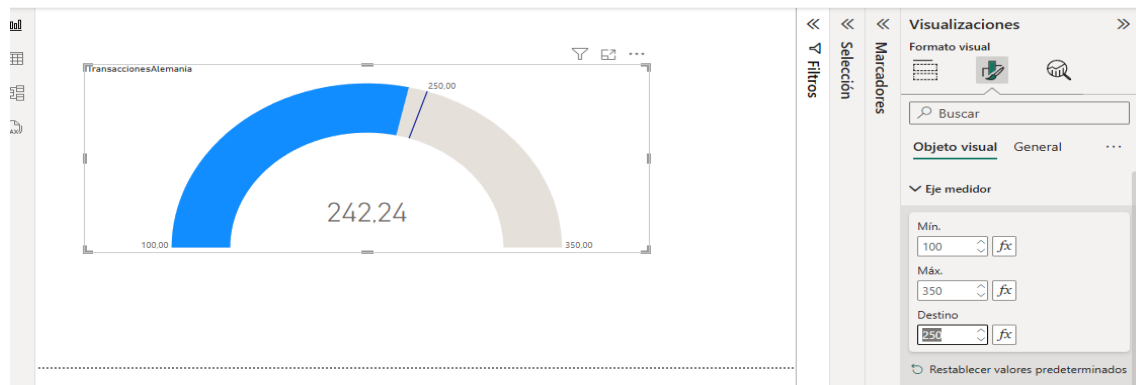 TransaccionesAlemania
250,00
242,24
100,00
350,00
Filtros
Selección
Marcadores
Visualizaciones
Formato visual
Buscar
Objeto visual General
Eje medidor
Mín.
100
fx
Máx.
350
fx
Destino
250
fx
Restablecer valores predeterminados